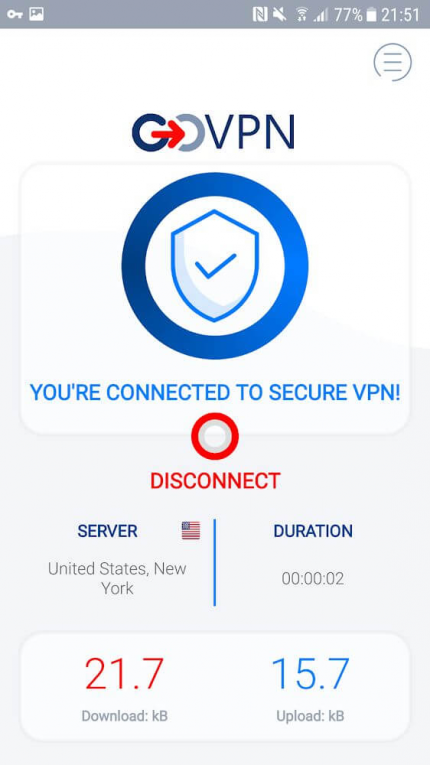 77% 21:51
GOVPN
YOU'RE CONNECTED TO SECURE VPN!
DISCONNECT
SERVER
DURATION
United States, New
York
00:00:02
21.7
15.7
Download: kB
Upload: kB